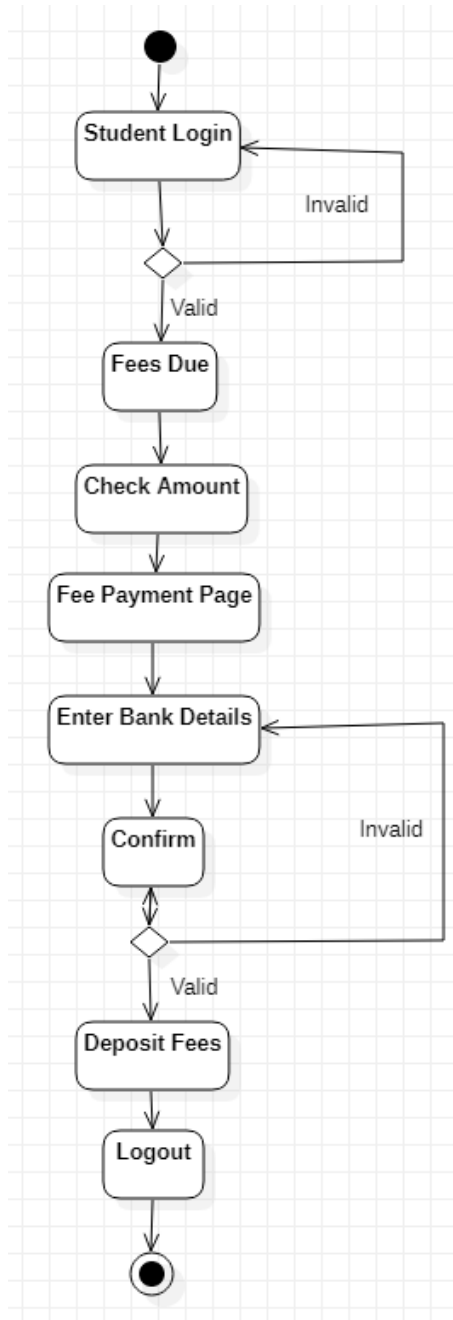 Student Login
Invalid
Valid
Fees Due
Check Amount
Fee Payment Page
Enter Bank Details
Invalid
Confirm
Valid
Deposit Fees
Logout